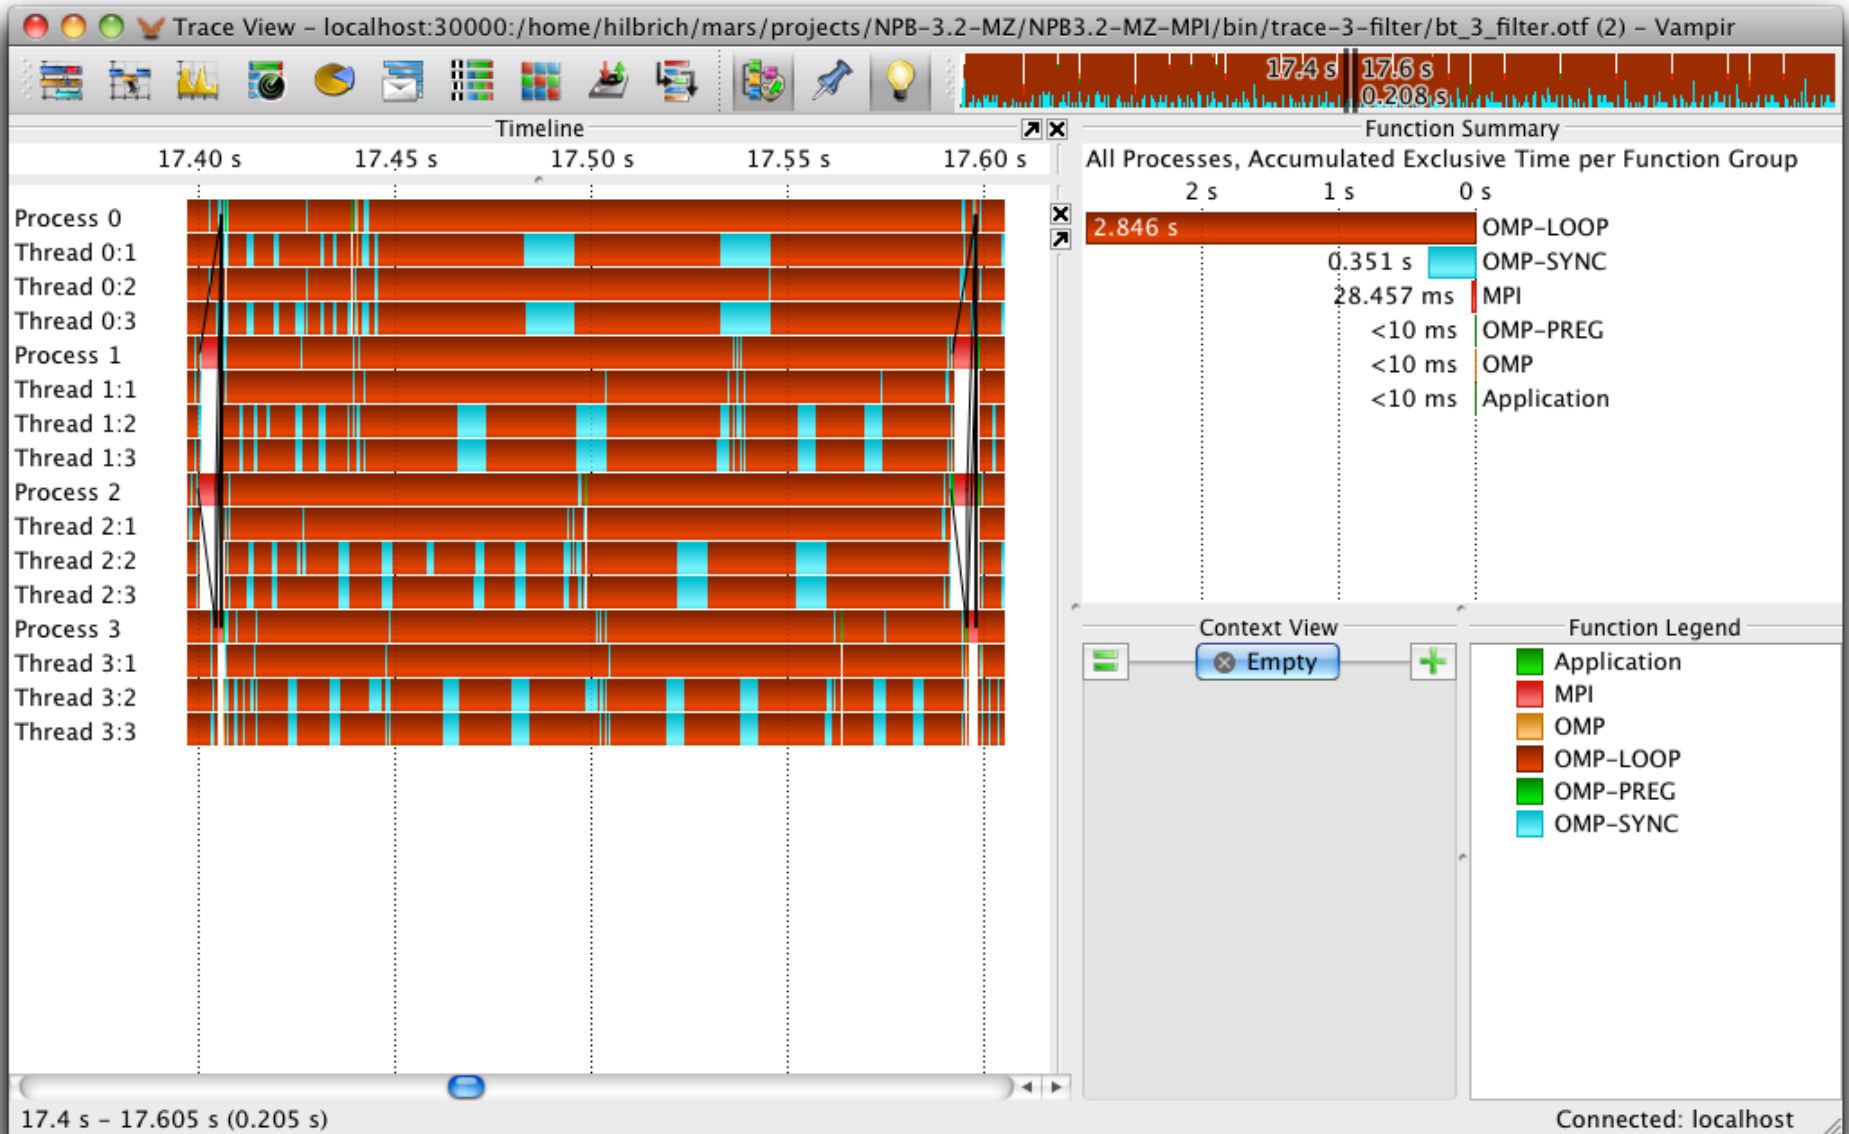 Trace View – localhost:30000:/home/hilbrich/mars/projects/NPB-3.2-MZ/NPB3.2-MZ-MPI/bin/trace-3-filter/bt_3_filter.otf (2) – Vampir
17.4 s 17.6 s
0.208 s
Timeline
17.40 s 17.45 s 17.50 s 17.55 s 17.60 s
Process 0
Thread 0:1
Thread 0:2
Thread 0:3
Process 1
Thread 1:1
Thread 1:2
Thread 1:3
Process 2
Thread 2:1
Thread 2:2
Thread 2:3
Process 3
Thread 3:1
Thread 3:2
Thread 3:3
Function Summary
All Processes, Accumulated Exclusive Time per Function Group
2 s 1 s 0 s
2.846 s OMP-LOOP
0.351 s OMP-SYNC
28.457 ms MPI
<10 ms OMP-PREG
<10 ms OMP
<10 ms Application
Context View
Empty
Function Legend
Application
MPI
OMP
OMP-LOOP
OMP-PREG
OMP-SYNC
17.4 s – 17.605 s (0.205 s)
Connected: localhost